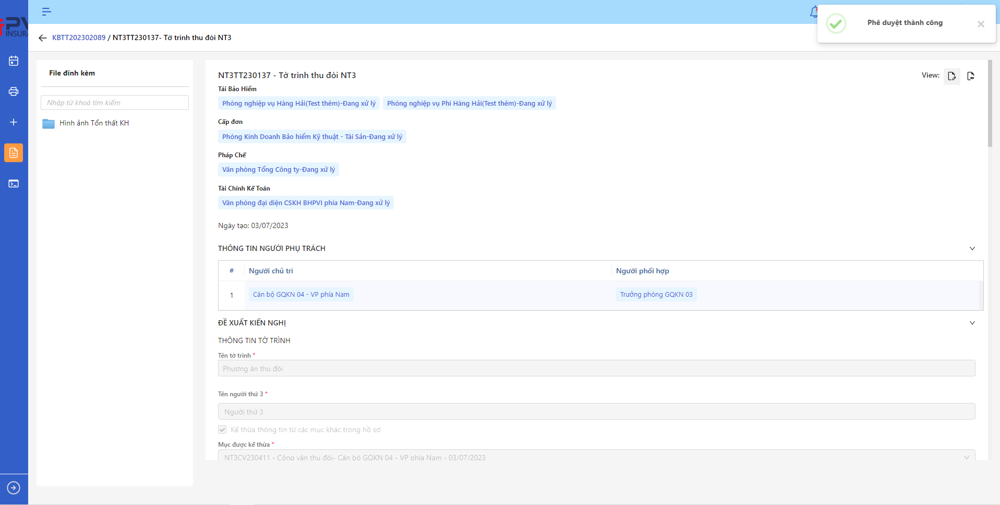 PV
INSURA
Phê duyệt thành công
KBTT202302089 / NT3TT230137- Tờ trình thu đòi NT3
File đính kèm
Nhập từ khoá tìm kiếm
Hình ảnh Tổn thất KH
NT3TT230137 - Tờ trình thu đòi NT3
View:
Tái Bảo Hiểm
Phòng nghiệp vụ Hàng Hải(Test thêm)-Đang xử lý
Phòng nghiệp vụ Phi Hàng Hải(Test thêm)-Đang xử lý
Cấp đơn
Phòng Kinh Doanh Bảo hiểm Kỹ thuật - Tài Sản-Đang xử lý
Pháp Chế
Văn phòng Tổng Công ty-Đang xử lý
Tài Chính Kế Toán
Văn phòng đại diện CSKH BHPVI phía Nam-Đang xử lý
Ngày tạo: 03/07/2023
THÔNG TIN NGƯỜI PHỤ TRÁCH
# Người chủ trì Người phối hợp
1 Cán bộ GQKN 04 - VP phía Nam Trưởng phòng GQKN 03
ĐỀ XUẤT KIẾN NGHỊ
THÔNG TIN TỜ TRÌNH
Tên tờ trình *
Phương án thu đòi
Tên người thứ 3 *
Người thứ 3
Kế thừa thông tin từ các mục khác trong hồ sơ
Mục được kế thừa *
NT3CV230411 - Công văn thu đòi- Cán bộ GQKN 04 - VP phía Nam - 03/07/2023